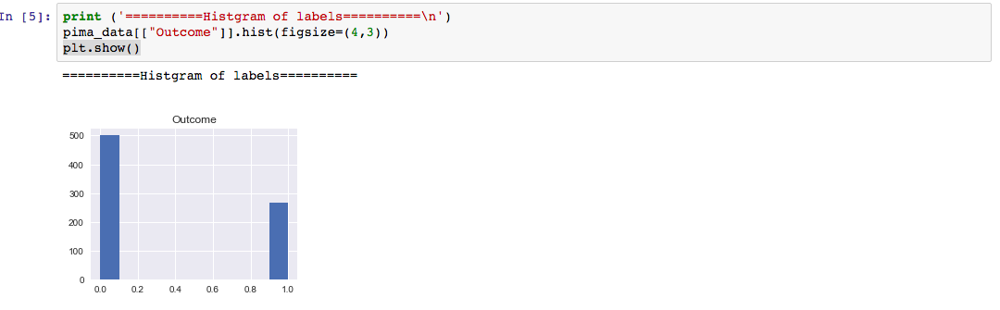 In [5]:
print ('==========Histgram of labels==========\n')
pima_data[["Outcome"]].hist(figsize=(4,3))
plt.show()
==========Histgram of labels==========
Outcome
500
400
300
200
100
0
0.0 0.2 0.4 0.6 0.8 1.0